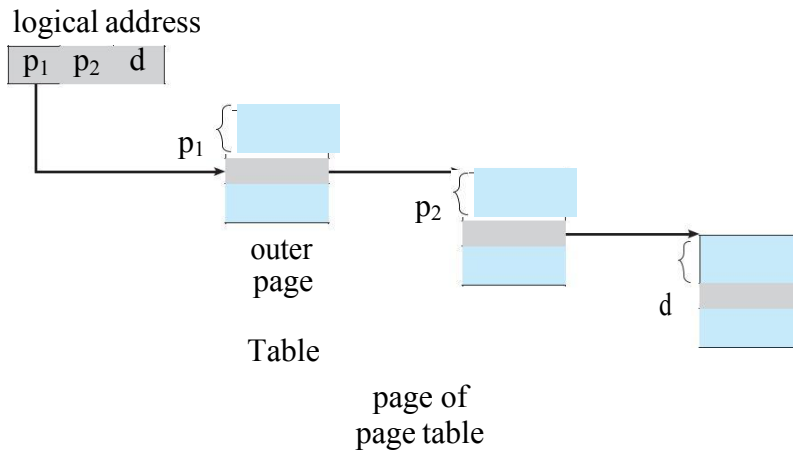 logical address
p₁ p₂ d
p₁
p₂
outer
page
d
Table
page of
page table